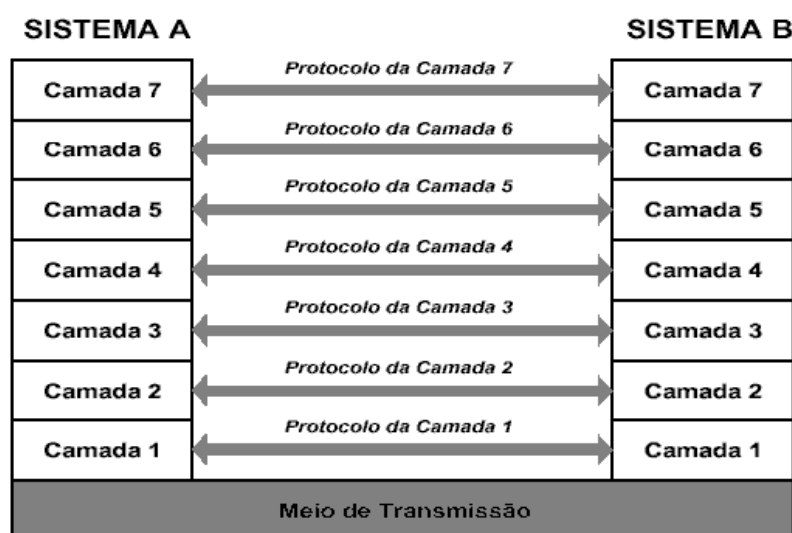 SISTEMA A
SISTEMA B
Protocolo da Camada 7
Camada 7
Camada 7
Protocolo da Camada 6
Camada 6
Camada 6
Protocolo da Camada 5
Camada 5
Camada 5
Protocolo da Camada 4
Camada 4
Camada 4
Protocolo da Camada 3
Camada 3
Camada 3
Protocolo da Camada 2
Camada 2
Camada 2
Protocolo da Camada 1
Camada 1
Camada 1
Meio de Transmissão